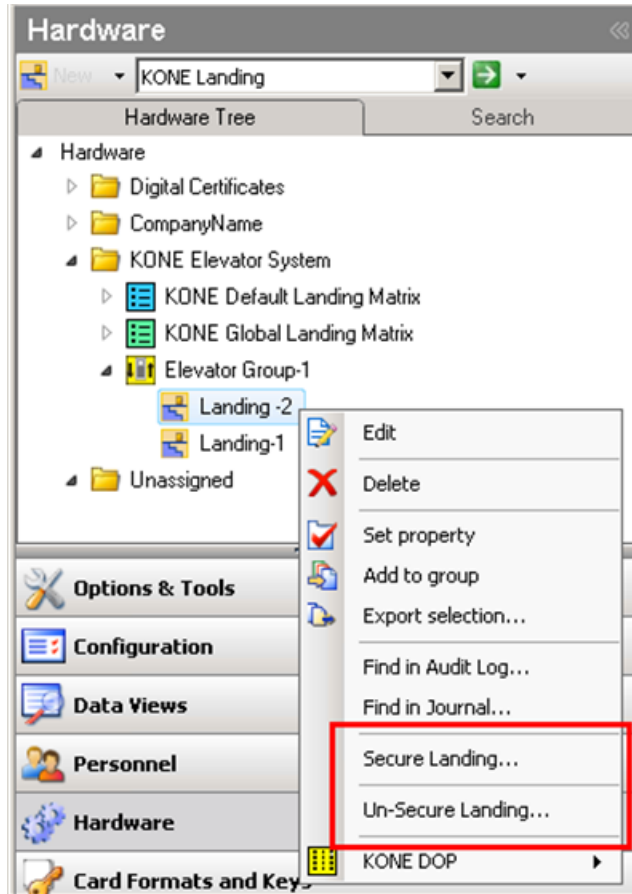 Hardware
New
KONE Landing
Hardware Tree
Search
Hardware
Digital Certificates
CompanyName
KONE Elevator System
KONE Default Landing Matrix
KONE Global Landing Matrix
Elevator Group-1
Landing -2
Landing-1
Unassigned
Edit
Delete
Set property
Add to group
Export selection...
Find in Audit Log...
Find in Journal...
Secure Landing...
Un-Secure Landing...
KONE DOP
Options & Tools
Configuration
Data Views
Personnel
Hardware
Card Formats and Keys